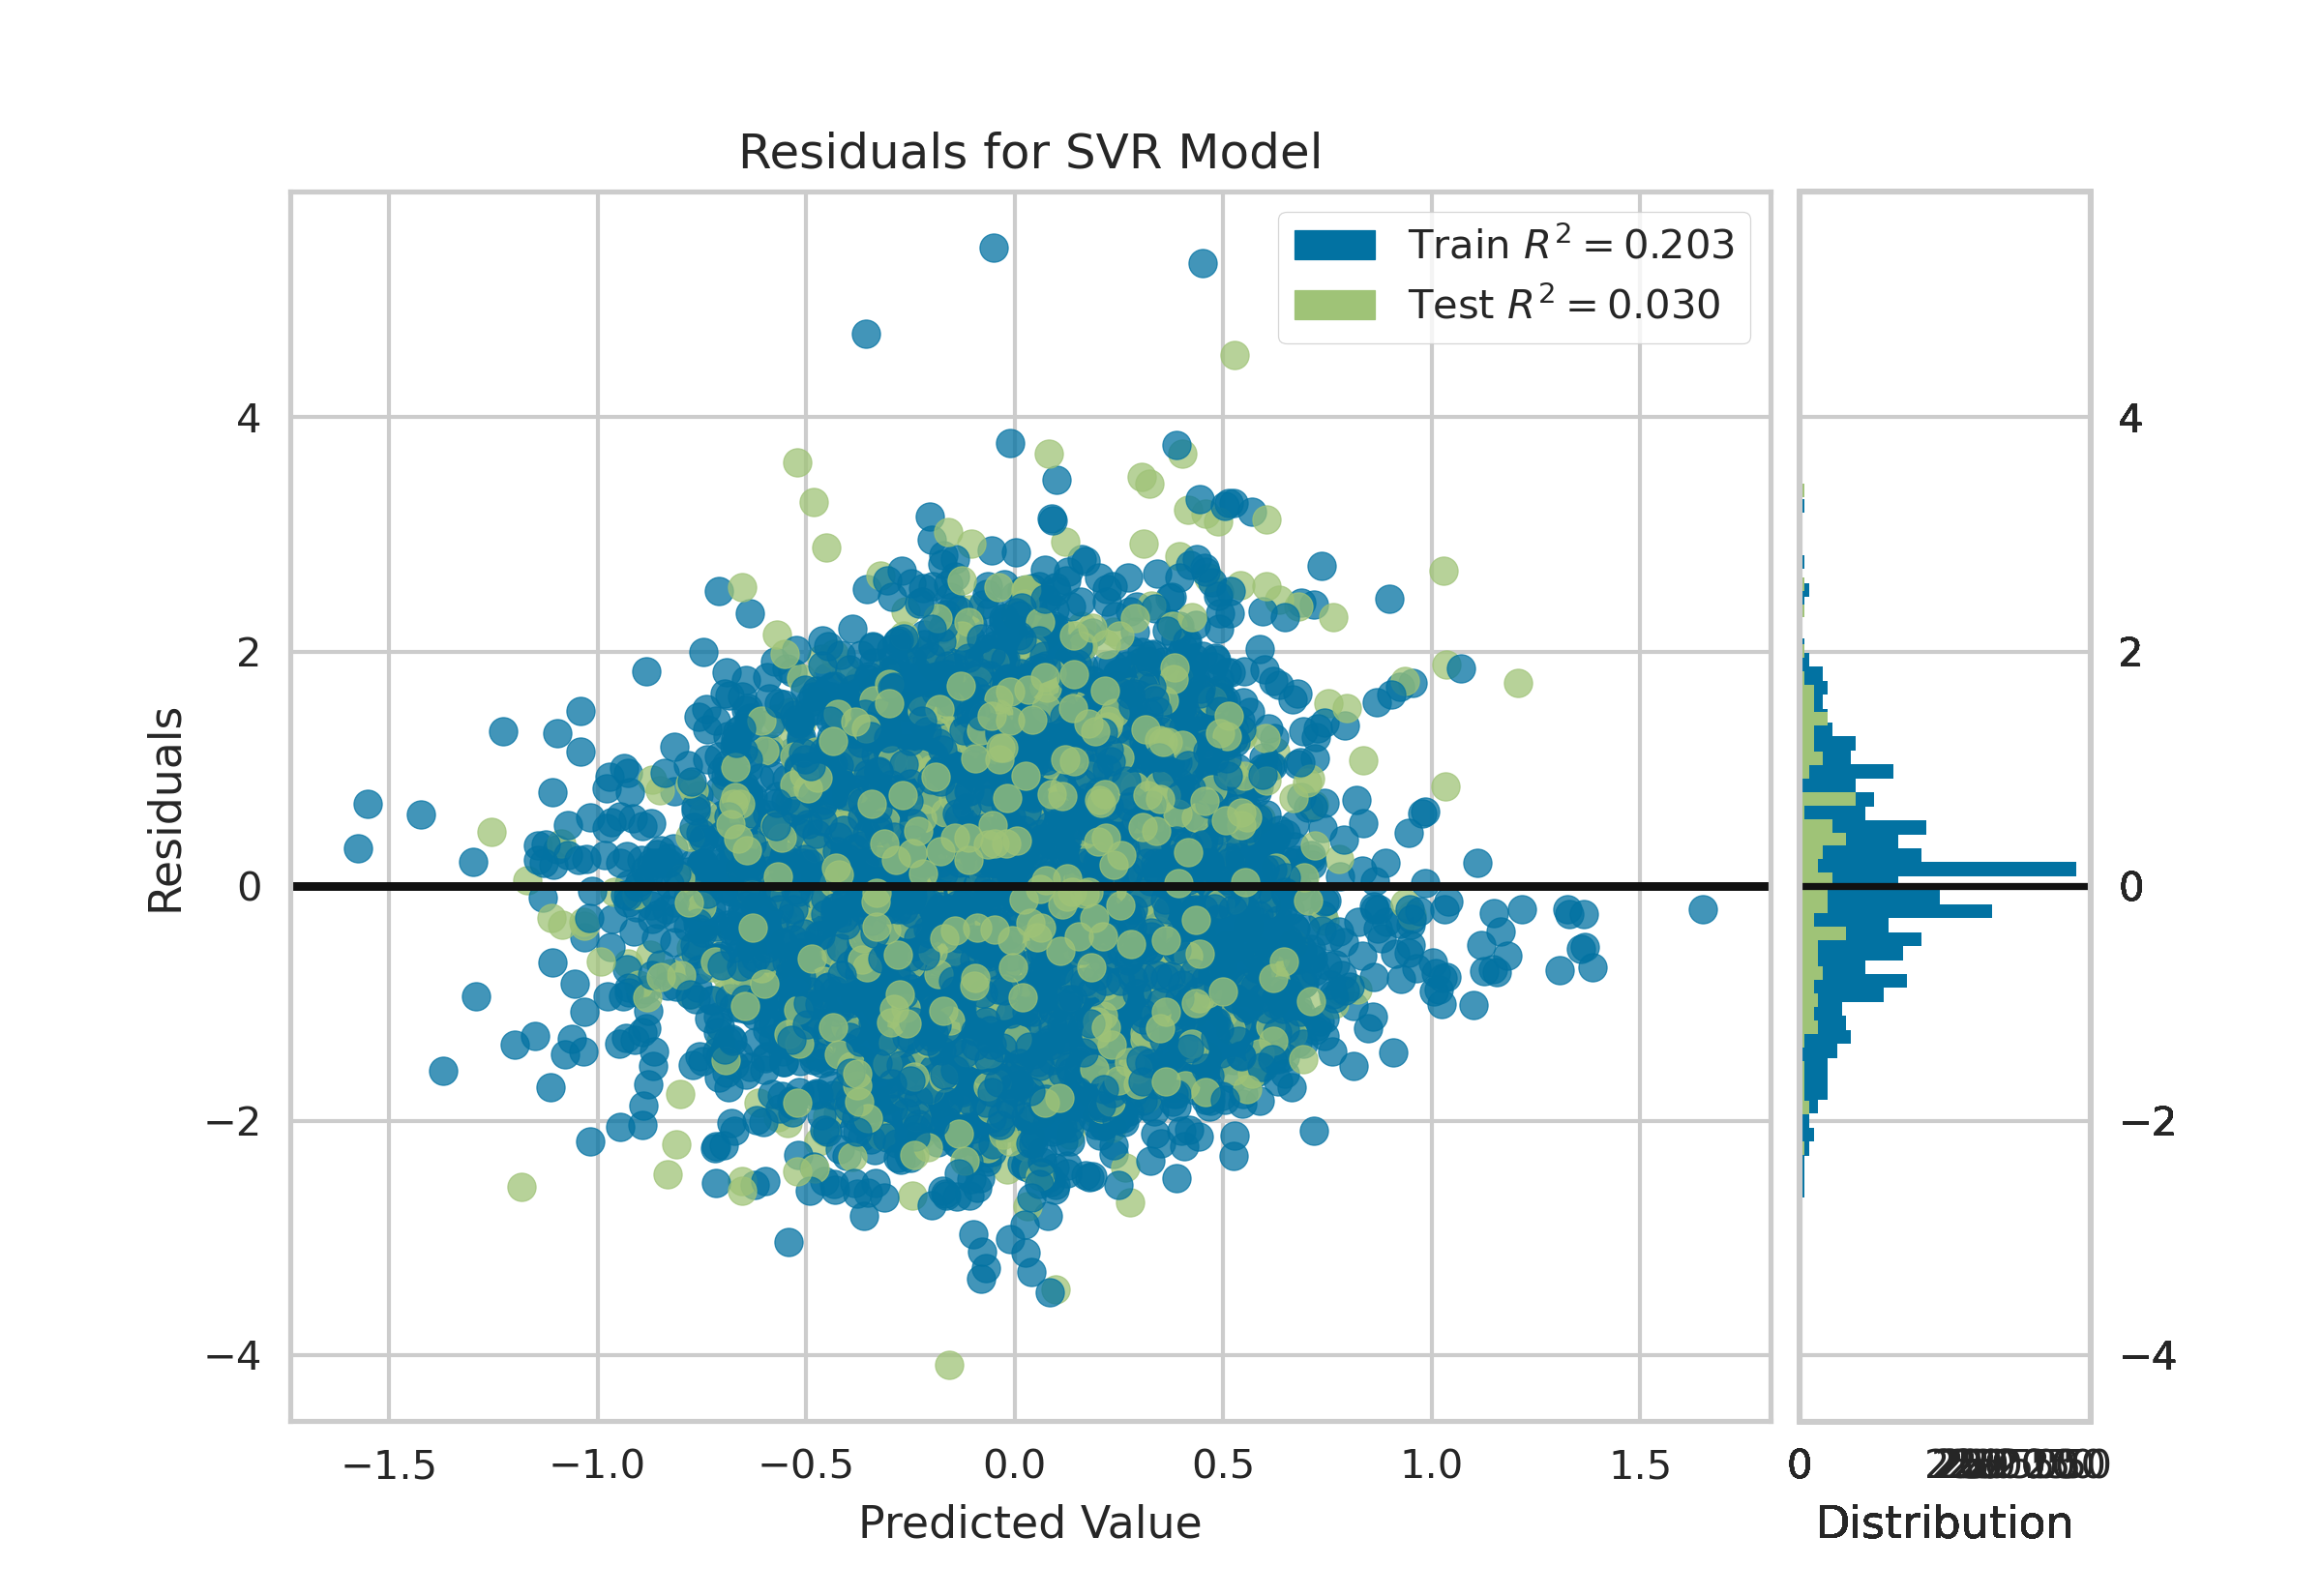 Residuals for SVR Model
Train R² = 0.203
Test R² = 0.030
Residuals
4
2
0
−2
−4
4
2
0
−2
−4
−1.5 −1.0 −0.5 0.0 0.5 1.0 1.5
0
Predicted Value
Distribution